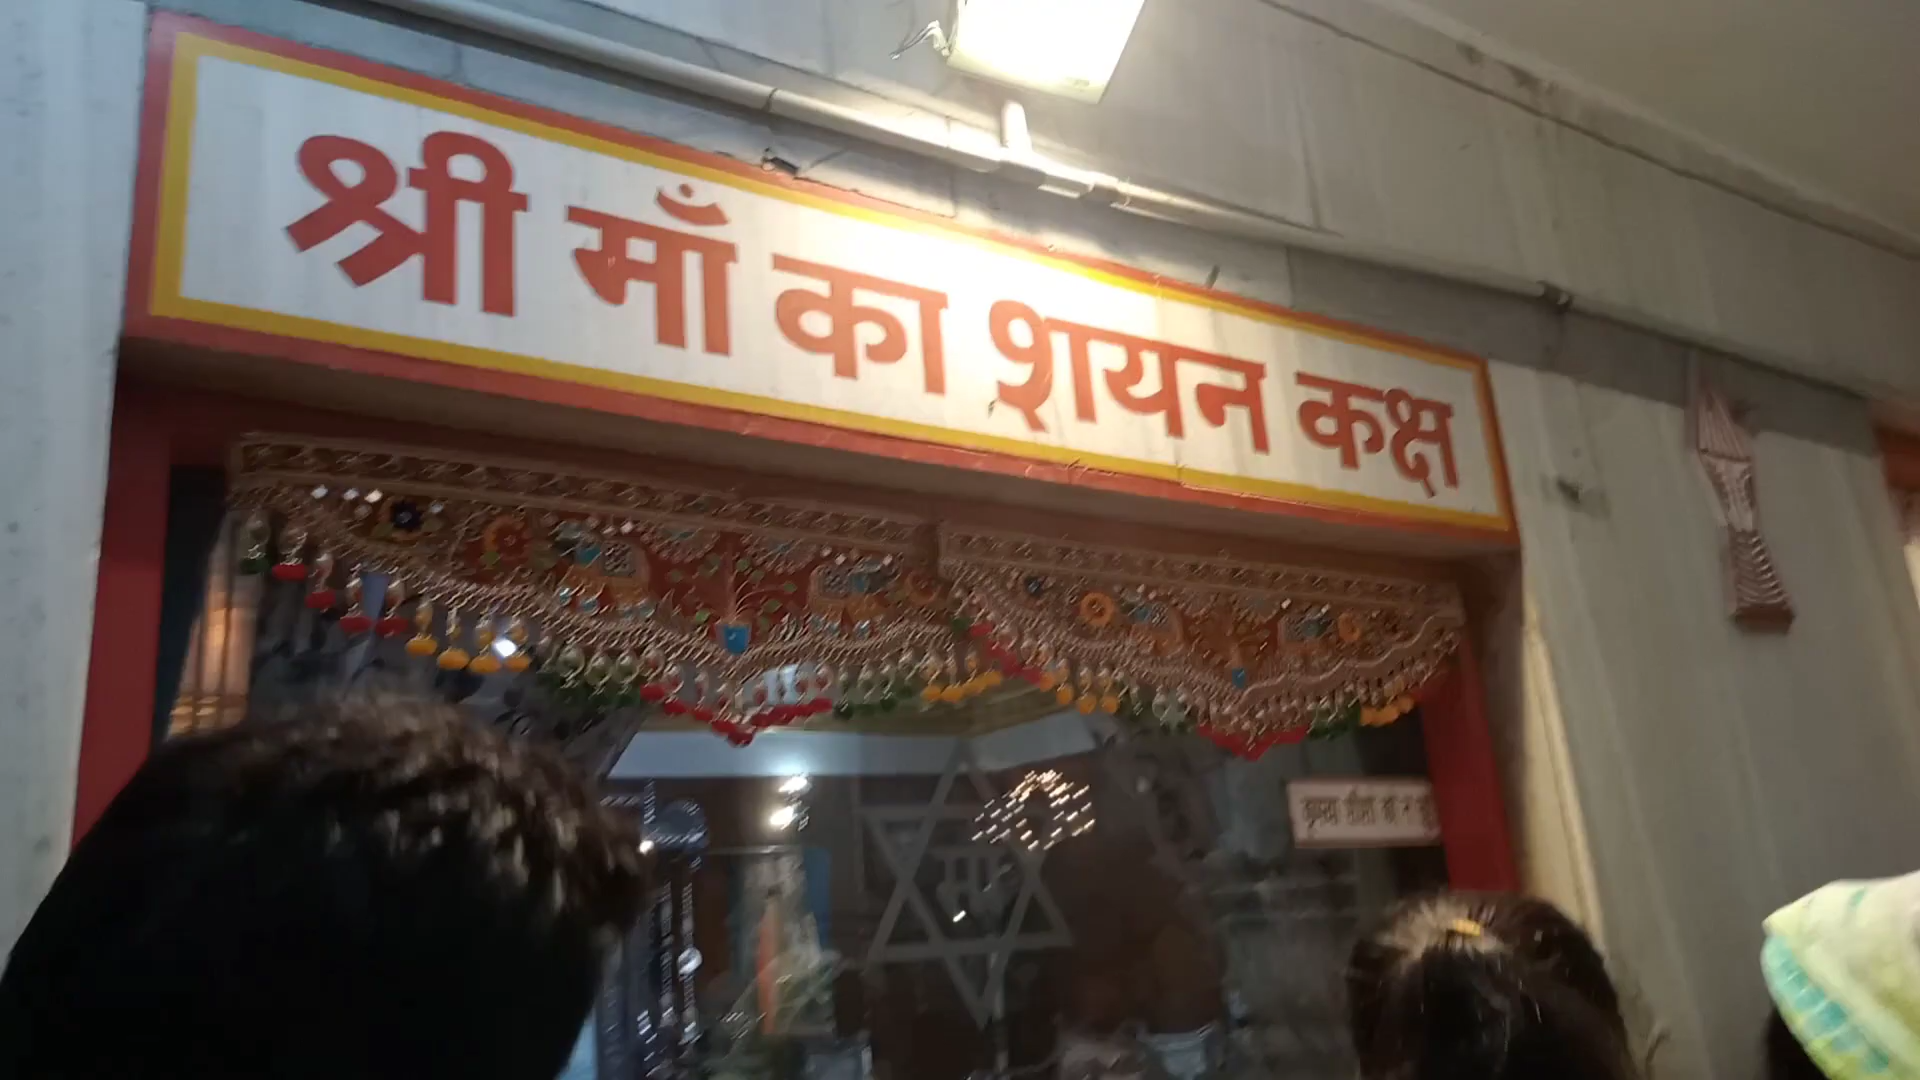 श्री माँ का शयन कक्ष
माँ
कृप्या शीशा को न